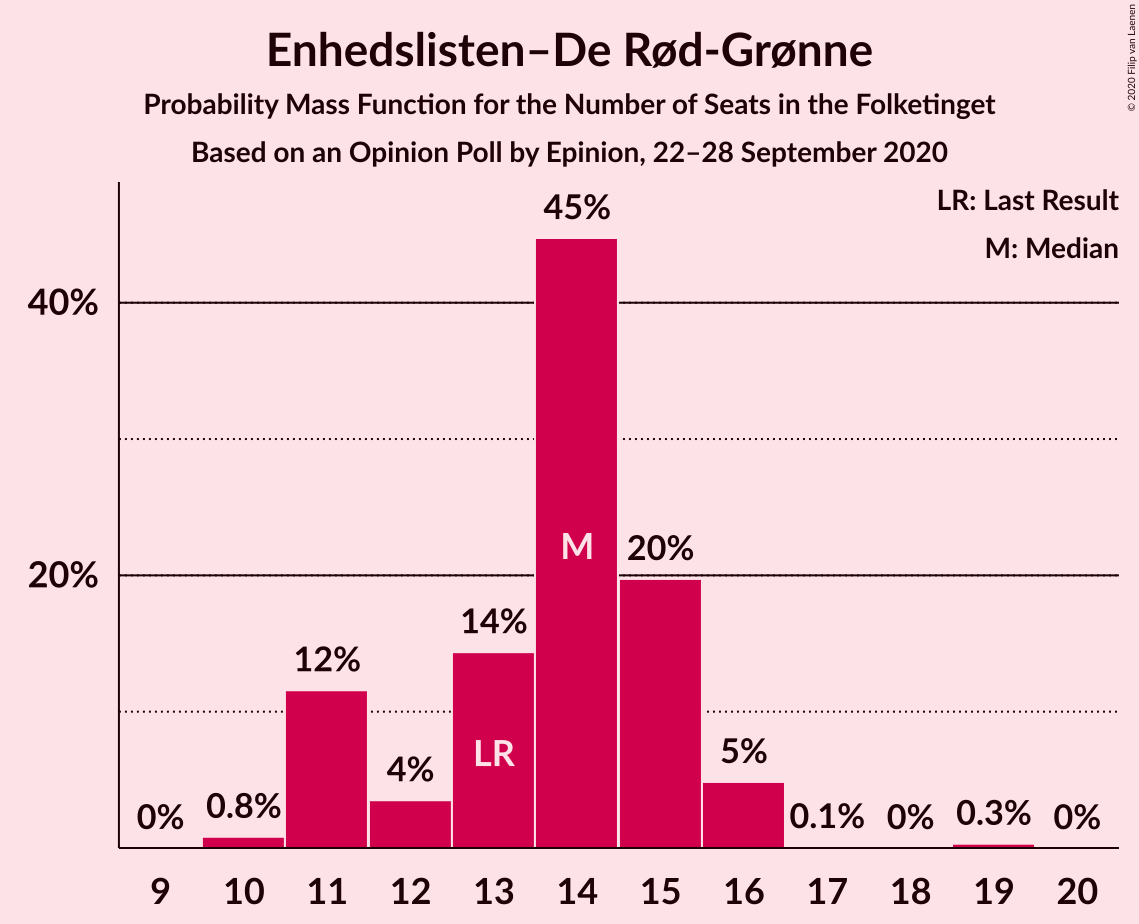 Enhedslisten–De Rød-Grønne
Probability Mass Function for the Number of Seats in the Folketinget
Based on an Opinion Poll by Epinion, 22–28 September 2020
© 2020 Filip van Laenen
LR: Last Result
M: Median
45%
40%
M
20%
20%
14%
12%
LR
4%
5%
0%
0.8%
0.1%
0%
0.3%
0%
9 10 11 12 13 14 15 16 17 18 19 20